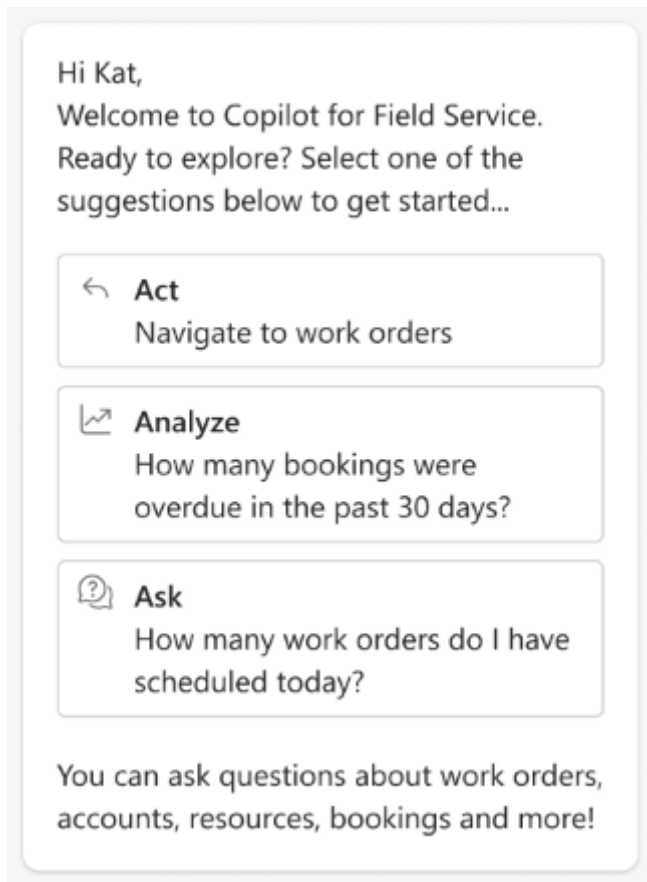 Hi Kat,
Welcome to Copilot for Field Service.
Ready to explore? Select one of the
suggestions below to get started...
Act
Navigate to work orders
Analyze
How many bookings were
overdue in the past 30 days?
Ask
How many work orders do I have
scheduled today?
You can ask questions about work orders,
accounts, resources, bookings and more!